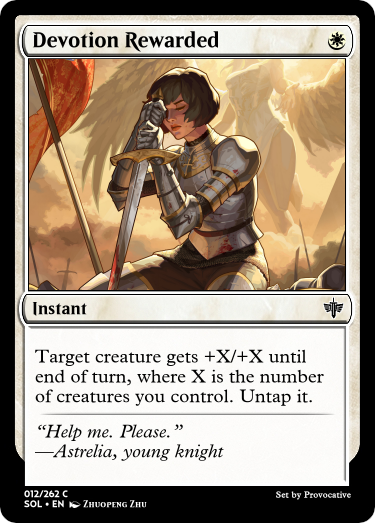 Devotion Rewarded
Instant
Target creature gets +X/+X until
end of turn, where X is the number
of creatures you control. Untap it.
“Help me. Please.”
—Astrelia, young knight
012/262 C
SOL • EN Zhuopeng Zhu
Set by Provocative